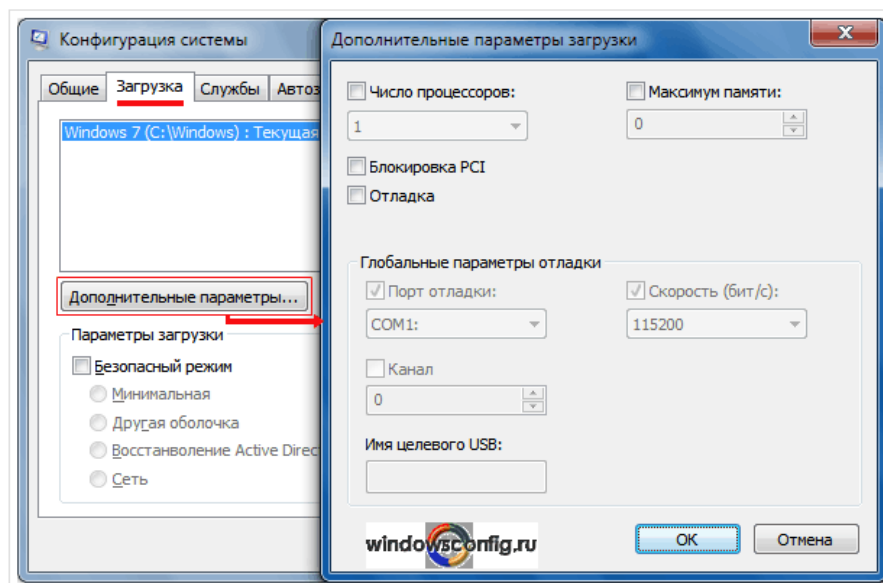 Конфигурация системы
Общие
Загрузка
Службы
Автоз
Windows 7 (C:\Windows) : Текущая
Дополнительные параметры...
Параметры загрузки
Безопасный режим
Минимальная
Другая оболочка
Восстанволение Active Direc
Сеть
Дополнительные параметры загрузки
Число процессоров:
Максимум памяти:
1
0
Блокировка PCI
Отладка
Глобальные параметры отладки
Порт отладки:
Скорость (бит/с):
COM1:
115200
Канал
0
Имя целевого USB:
windowsconfig.ru
OK
Отмена